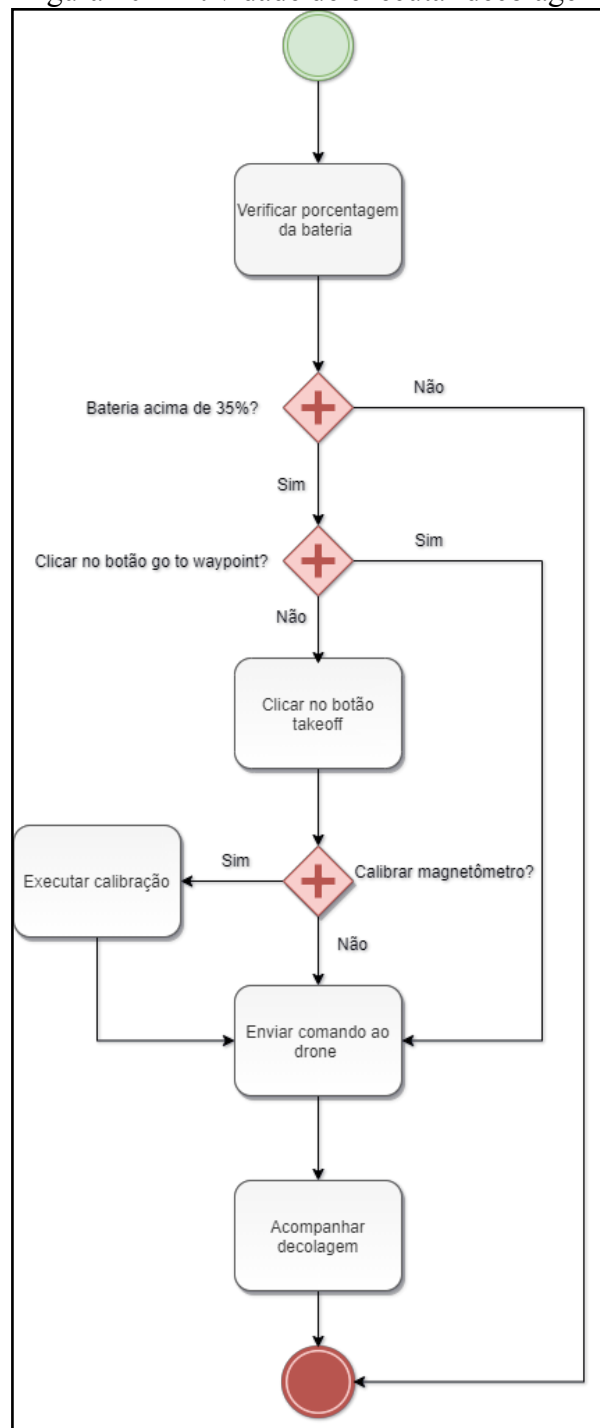 Verificar porcentagem
da bateria
Bateria acima de 35%?
Não
Sim
Clicar no botão go to waypoint?
Sim
Não
Clicar no botão
takeoff
Calibrar magnetômetro?
Sim
Executar calibração
Não
Enviar comando ao
drone
Acompanhar
decolagem